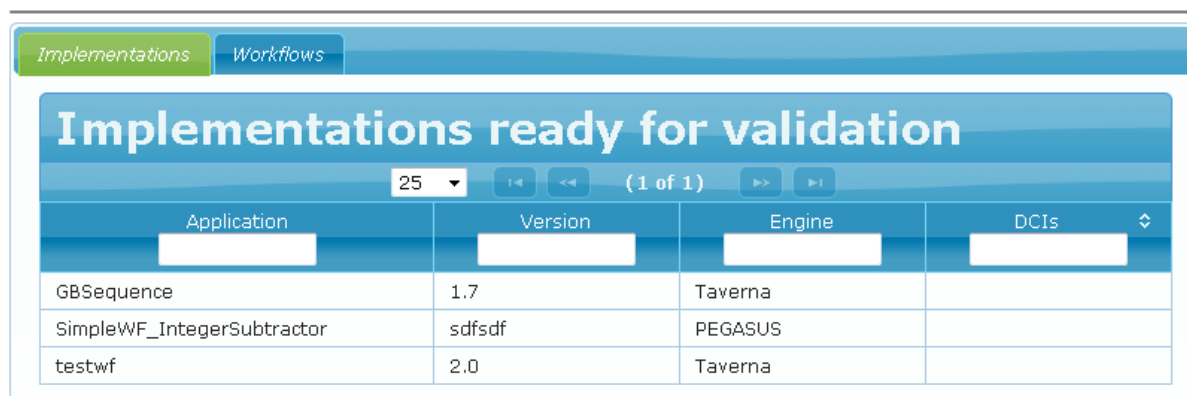 Implementations Workflows
Implementations ready for validation
25 (1 of 1)
Application Version Engine DCIs
GBSequence 1.7 Taverna
SimpleWF_IntegerSubtractor sdfsdf PEGASUS
testwf 2.0 Taverna